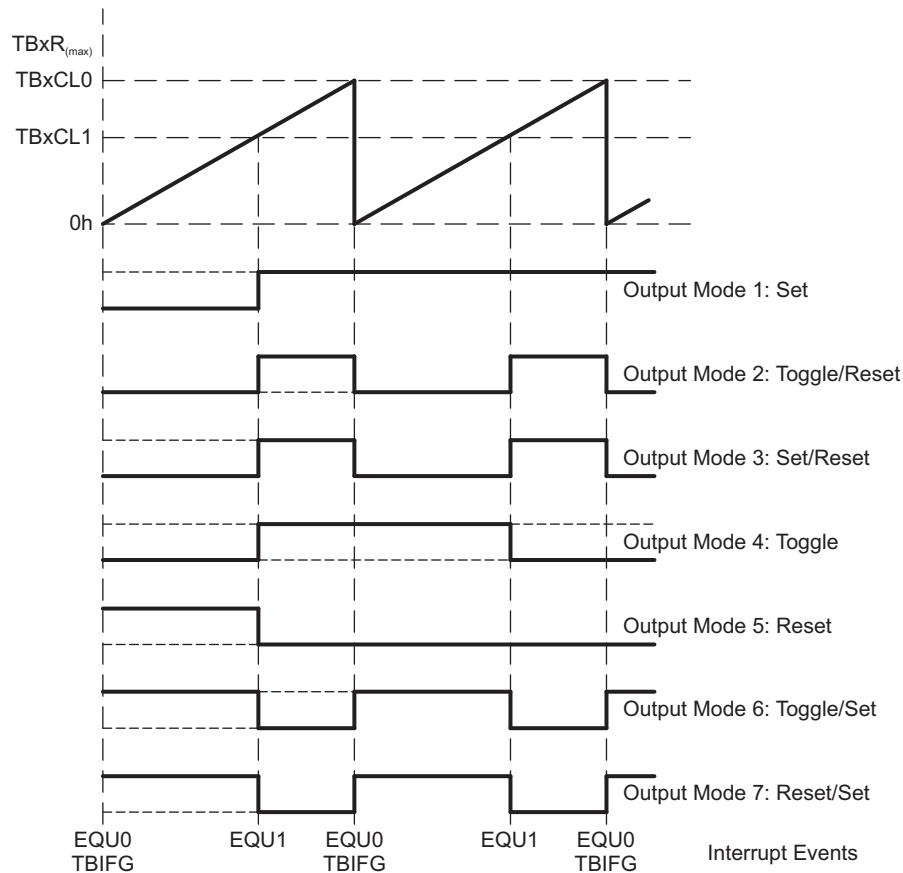 TBxR(max)
TBxCL0
TBxCL1
0h
Output Mode 1: Set
Output Mode 2: Toggle/Reset
Output Mode 3: Set/Reset
Output Mode 4: Toggle
Output Mode 5: Reset
Output Mode 6: Toggle/Set
Output Mode 7: Reset/Set
EQU0 EQU1 EQU0 EQU1 EQU0
TBIFG TBIFG TBIFG
Interrupt Events